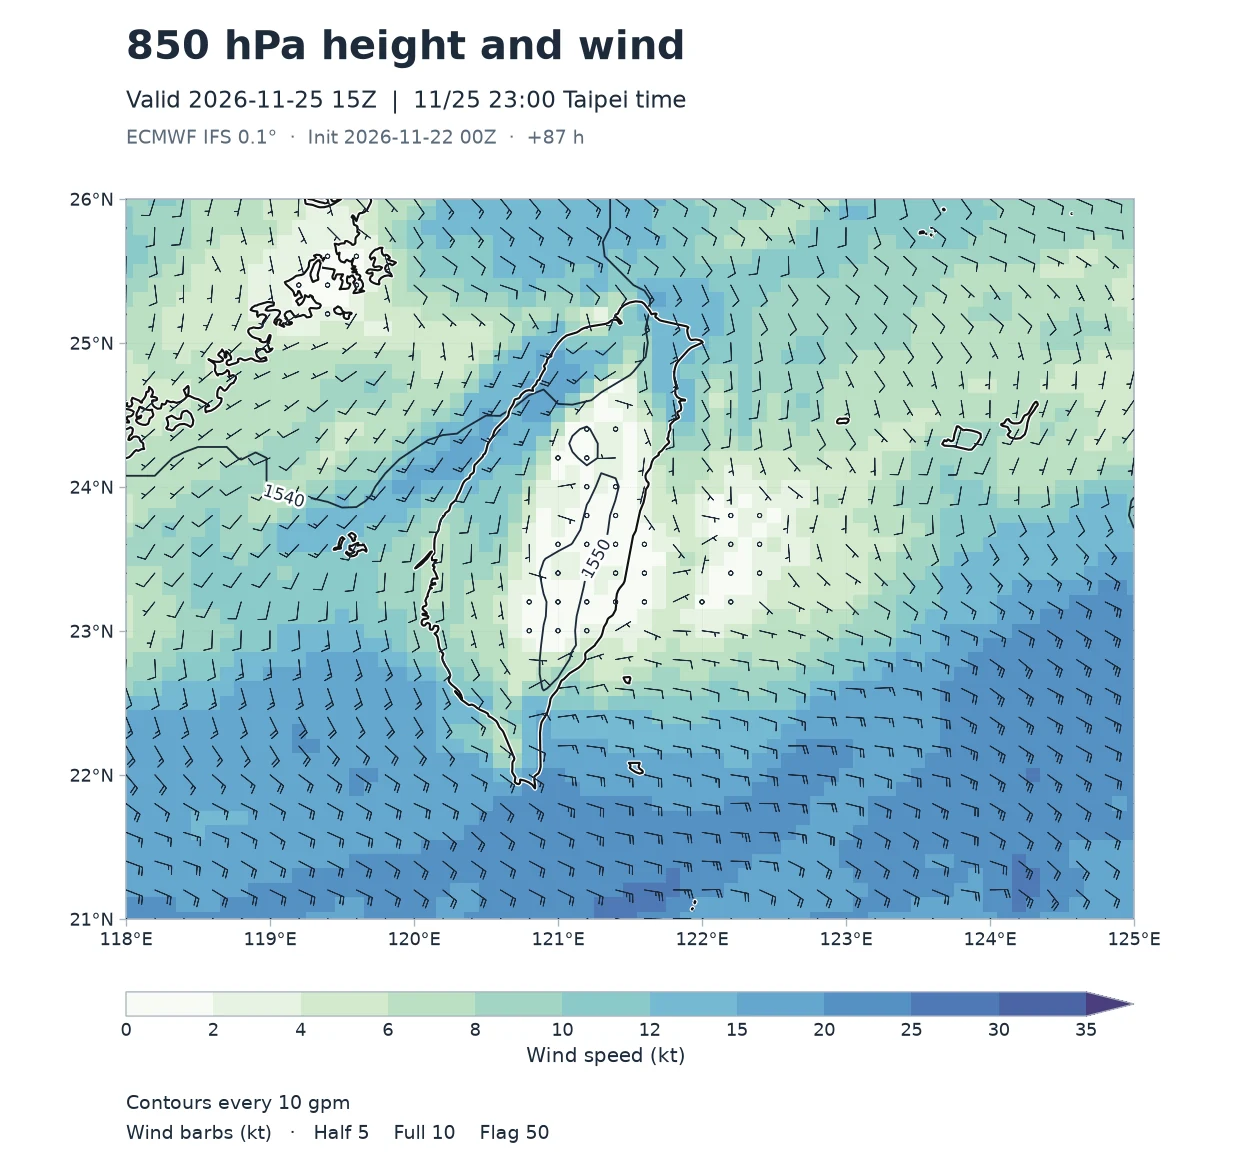 850 hPa height and wind
Valid 2026-11-25 15Z | 11/25 23:00 Taipei time
ECMWF IFS 0.1° · Init 2026-11-22 00Z · +87 h
26°N
25°N
24°N
23°N
22°N
21°N
1540
1550
118°E 119°E 120°E 121°E 122°E 123°E 124°E 125°E
0 2 4 6 8 10 12 15 20 25 30 35
Wind speed (kt)
Contours every 10 gpm
Wind barbs (kt) · Half 5 Full 10 Flag 50